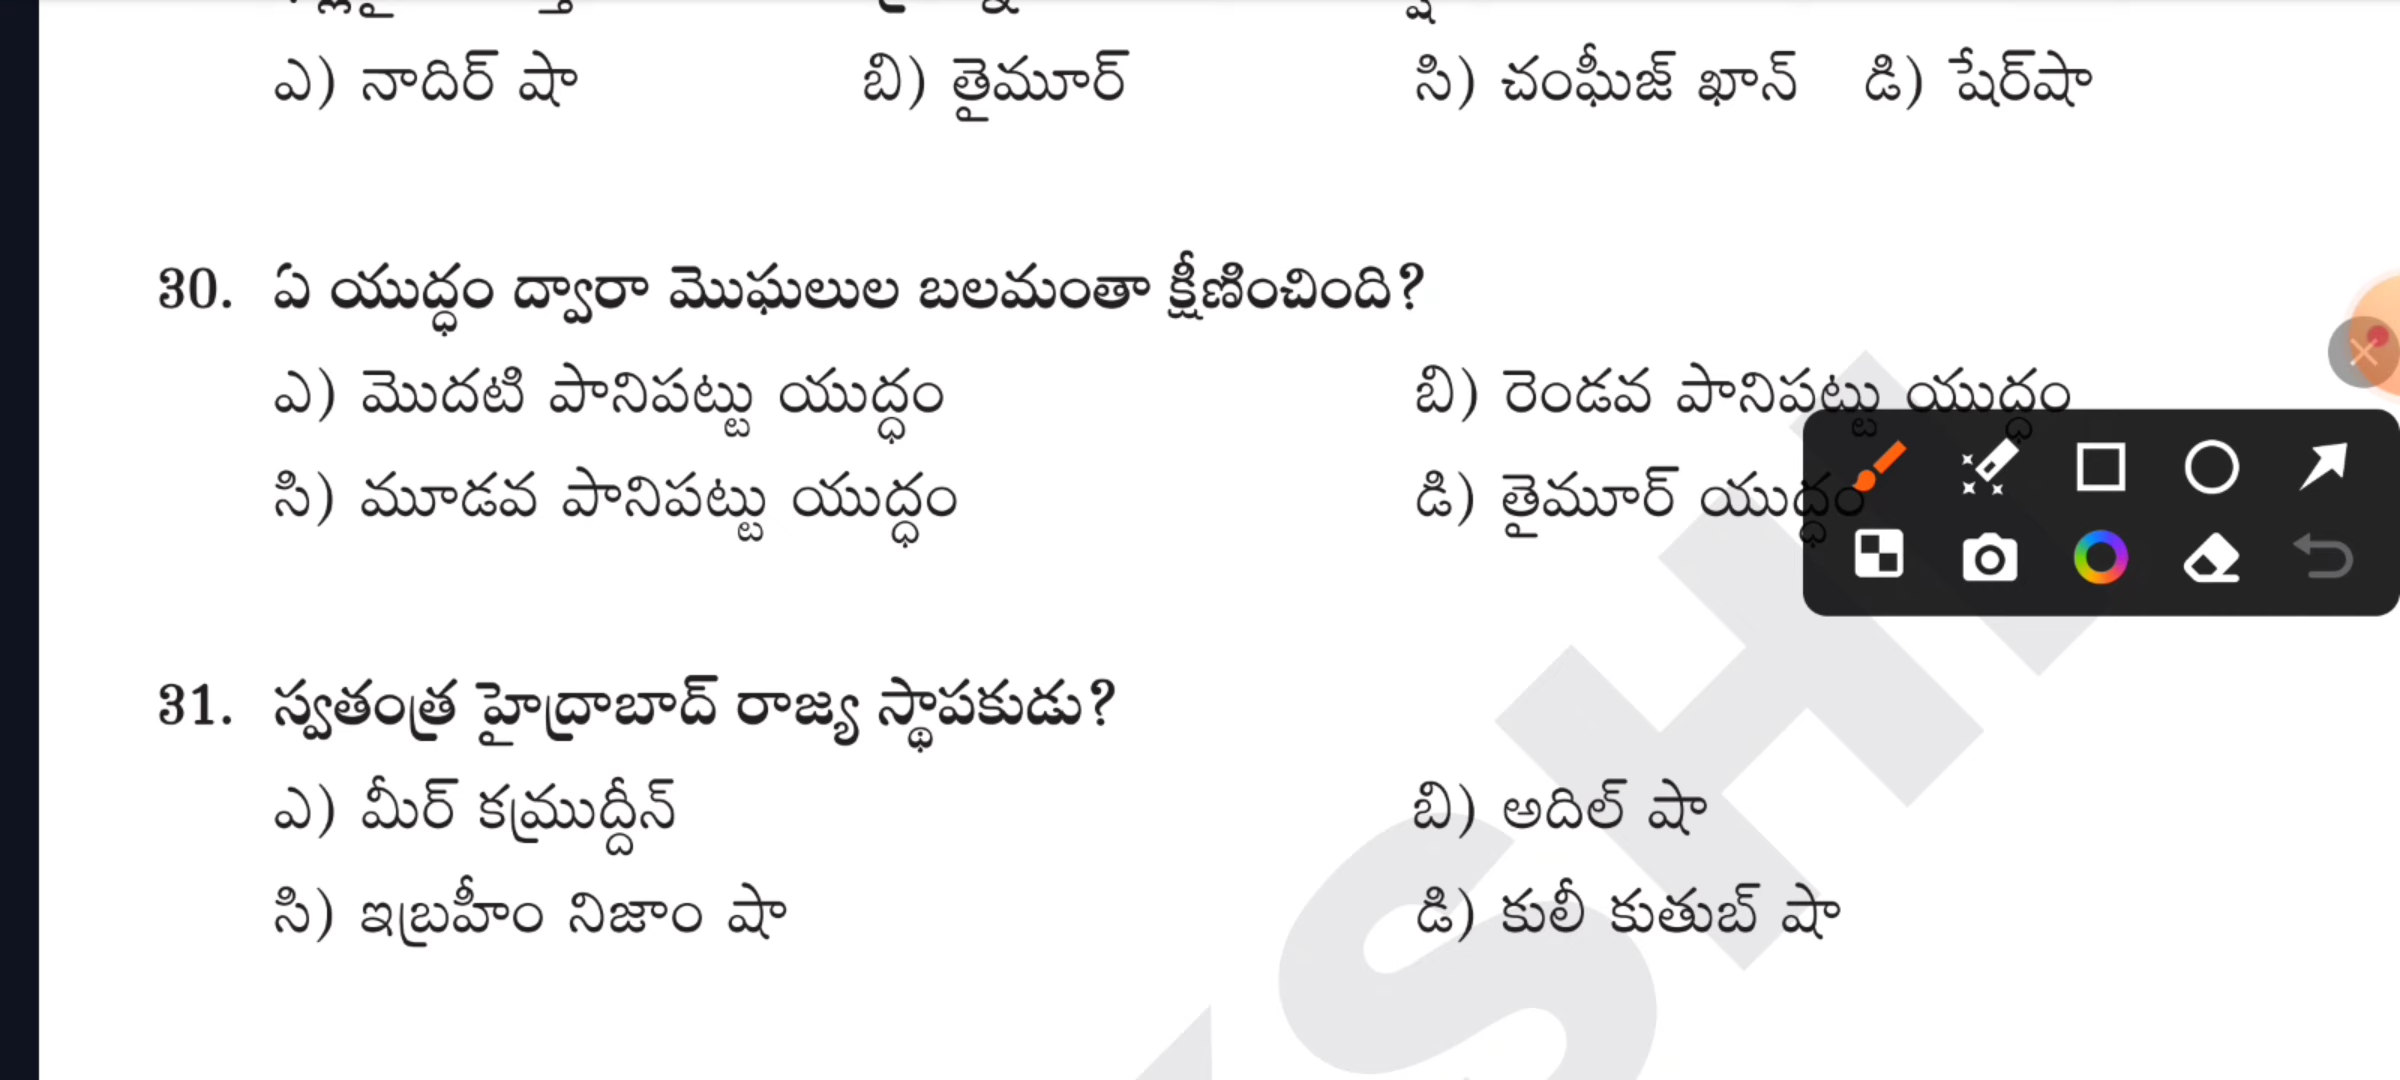 ఎ) నాదిర్ షా బి) తైమూర్ సి) చంఘీజ్ ఖాన్ డి) షేర్‌షా
30. ఏ యుద్ధం ద్వారా మొఘలుల బలమంతా క్షీణించింది?
ఎ) మొదటి పానిపట్టు యుద్ధం బి) రెండవ పానిపట్టు యుద్ధం
సి) మూడవ పానిపట్టు యుద్ధం డి) తైమూర్ యుద్ధం
31. స్వతంత్ర హైద్రాబాద్ రాజ్య స్థాపకుడు?
ఎ) మీర్ కమ్రుద్దీన్ బి) అదిల్ షా
సి) ఇబ్రహీం నిజాం షా డి) కులీ కుతుబ్ షా